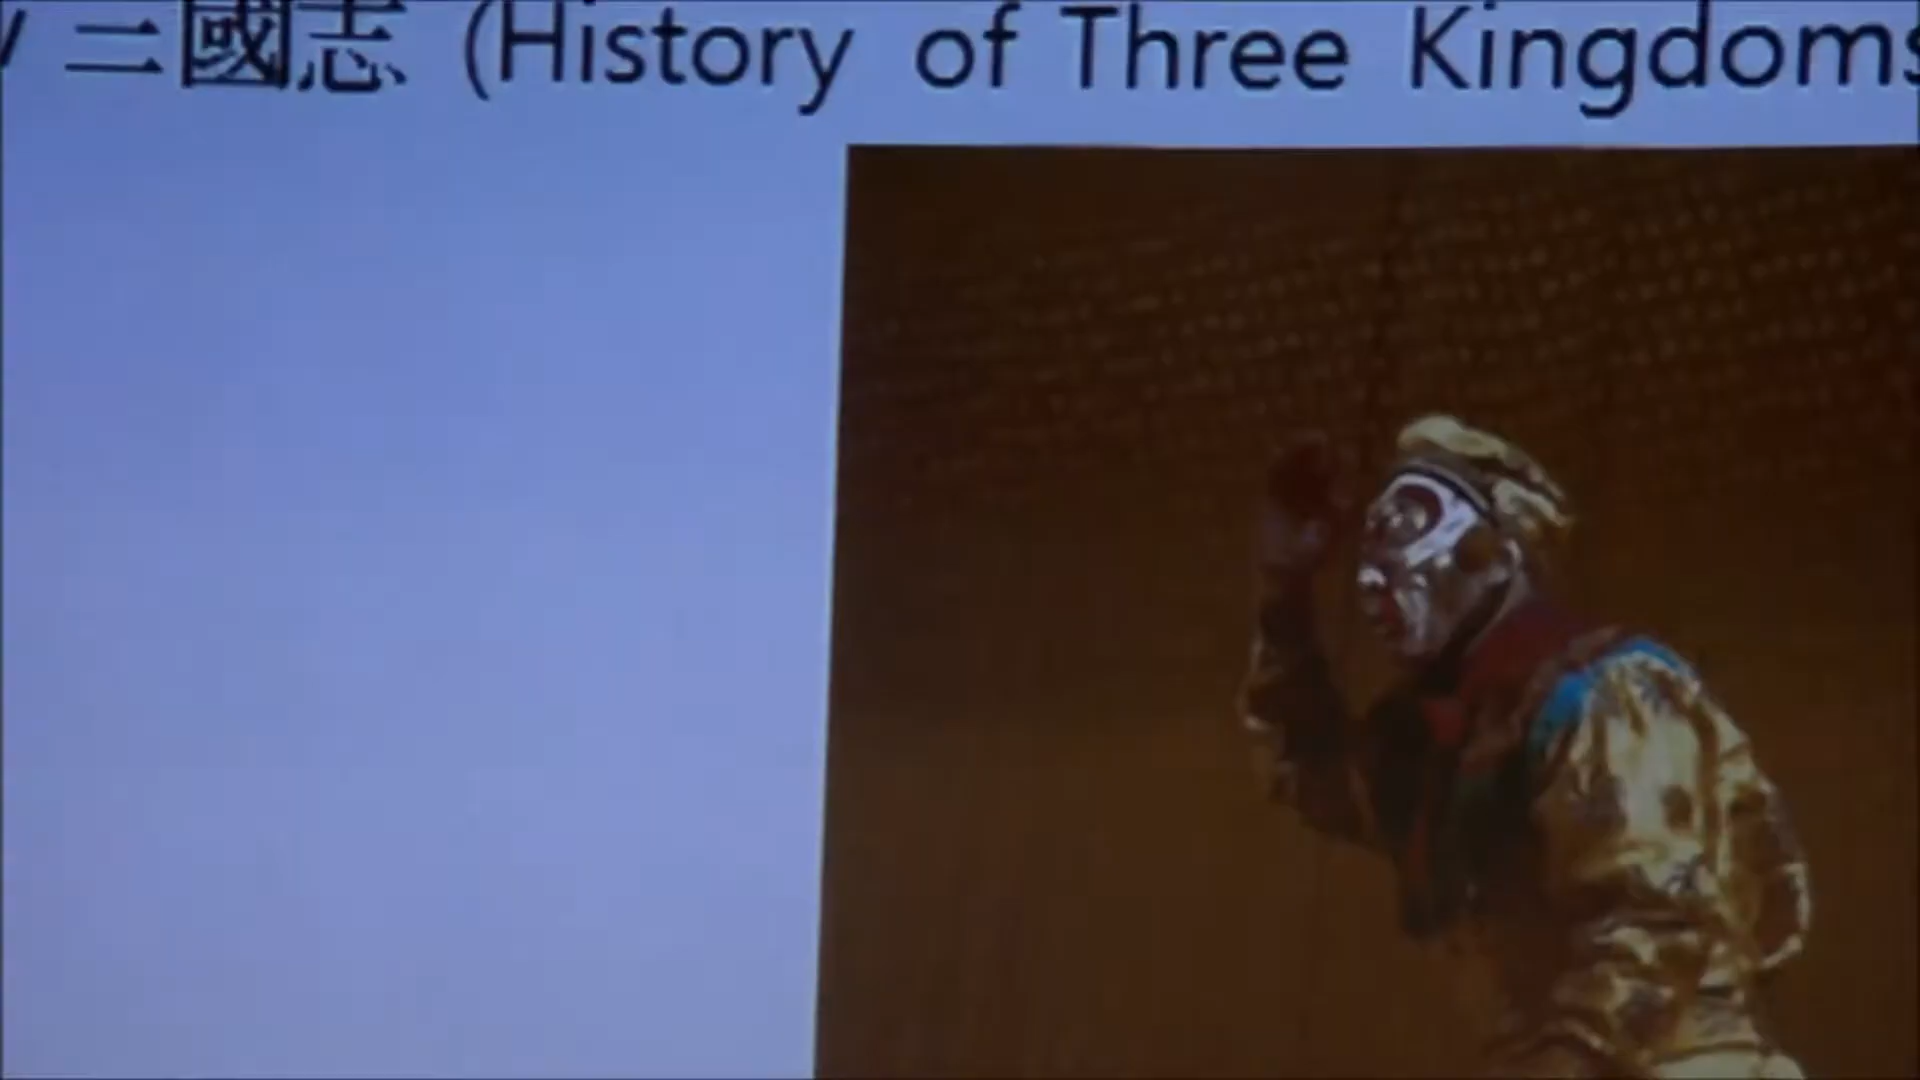 三國志 (History of Three Kingdoms